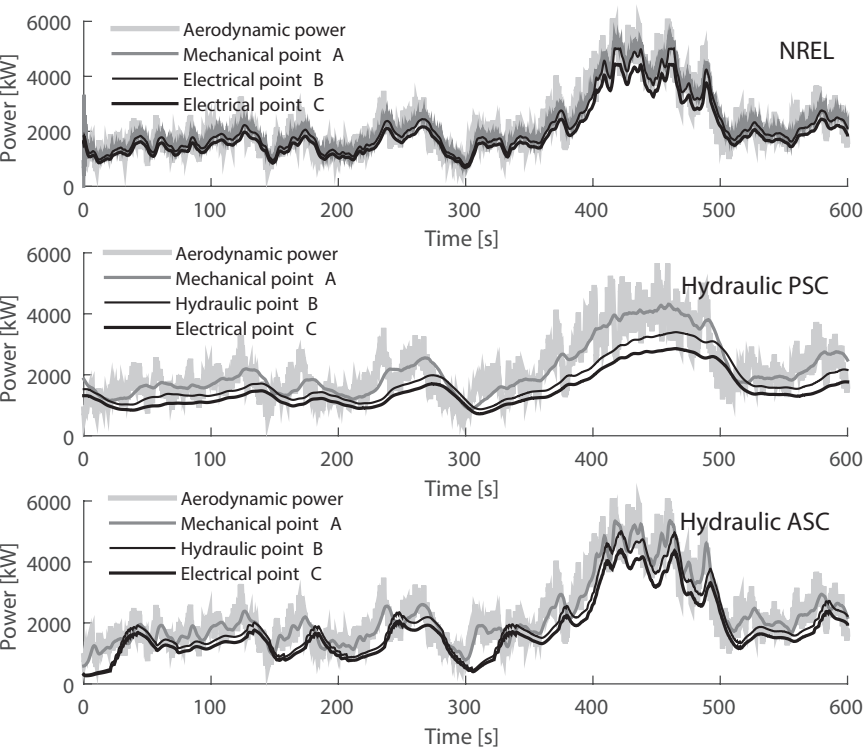 6000
Aerodynamic power
Mechanical point A
NREL
Electrical point B
4000
Electrical point C
2000
0
Power [kW]
0 100 200 300 400 500 600
Time [s]
6000
Aerodynamic power
Mechanical point A
Hydraulic PSC
Hydraulic point B
4000
Electrical point C
2000
0
Power [kW]
0 100 200 300 400 500 600
Time [s]
6000
Aerodynamic power
Mechanical point A
Hydraulic ASC
Hydraulic point B
4000
Electrical point C
2000
0
Power [kW]
0 100 200 300 400 500 600
Time [s]